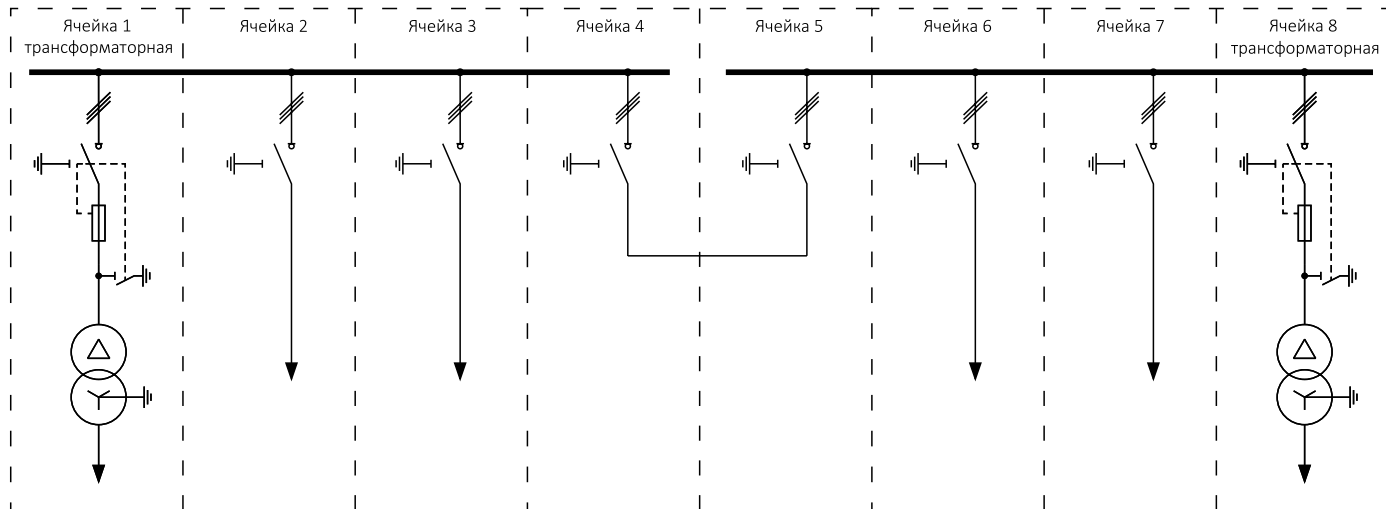 Ячейка 1
трансформаторная
Ячейка 2
Ячейка 3
Ячейка 4
Ячейка 5
Ячейка 6
Ячейка 7
Ячейка 8
трансформаторная